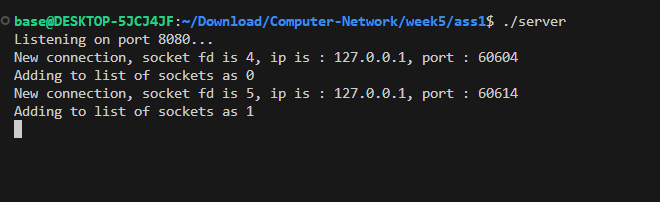 base@DESKTOP-5JCJ4JF:~/Download/Computer-Network/week5/ass1$ ./server
Listening on port 8080...
New connection, socket fd is 4, ip is : 127.0.0.1, port : 60604
Adding to list of sockets as 0
New connection, socket fd is 5, ip is : 127.0.0.1, port : 60614
Adding to list of sockets as 1